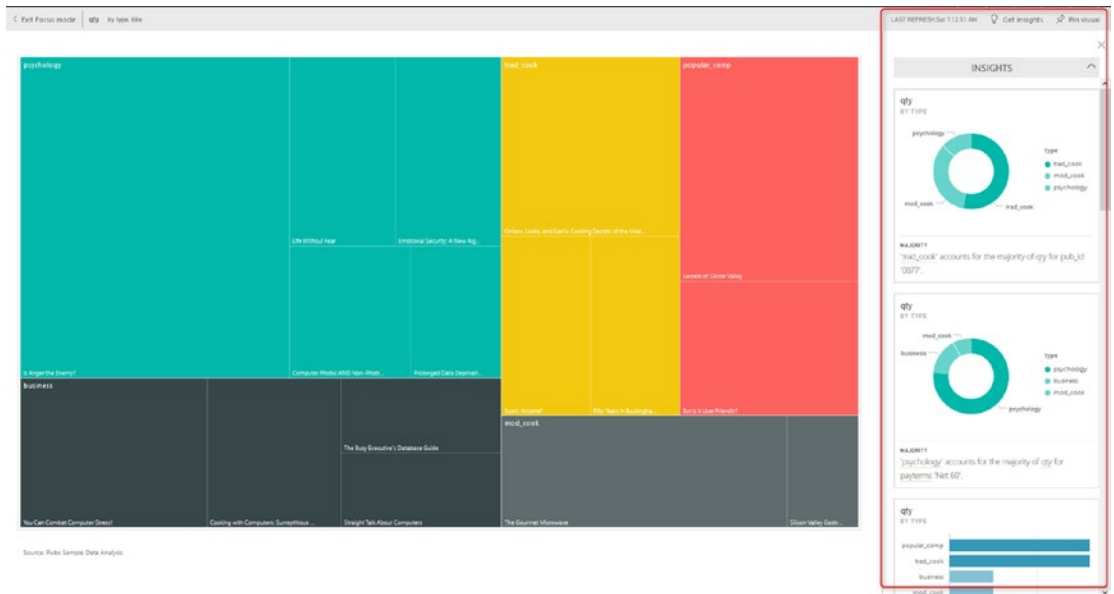 Exit Focus mode
qty by type, title
LAST REFRESH:Sat 7:12:51 AM
Get Insights
Pin visual
INSIGHTS
psychology
Is Anger the Enemy?
Life Without Fear
Emotional Security: A New Alg...
Computer Phobic AND Non-Phobi...
Prolonged Data Deprivati...
trad_cook
Onions, Leeks, and Garlic: Cooking Secrets of the Med...
Sushi, Anyone?
Fifty Years in Buckingha...
popular_comp
Secrets of Silicon Valley
But Is It User Friendly?
business
You Can Combat Computer Stress!
Cooking with Computers: Surreptitious ...
The Busy Executive's Database Guide
Straight Talk About Computers
mod_cook
The Gourmet Microwave
Silicon Valley Gastr...
Source: Pubs Sample Data Analysis
qty
BY TYPE
psychology
mod_cook
trad_cook
type
trad_cook
mod_cook
psychology
MAJORITY
'trad_cook' accounts for the majority of qty for pub_id
'0877'.
qty
BY TYPE
mod_cook
business
psychology
type
psychology
business
mod_cook
MAJORITY
'psychology' accounts for the majority of qty for
payterms 'Net 60'.
qty
BY TYPE
popular_comp
trad_cook
business
mod_cook